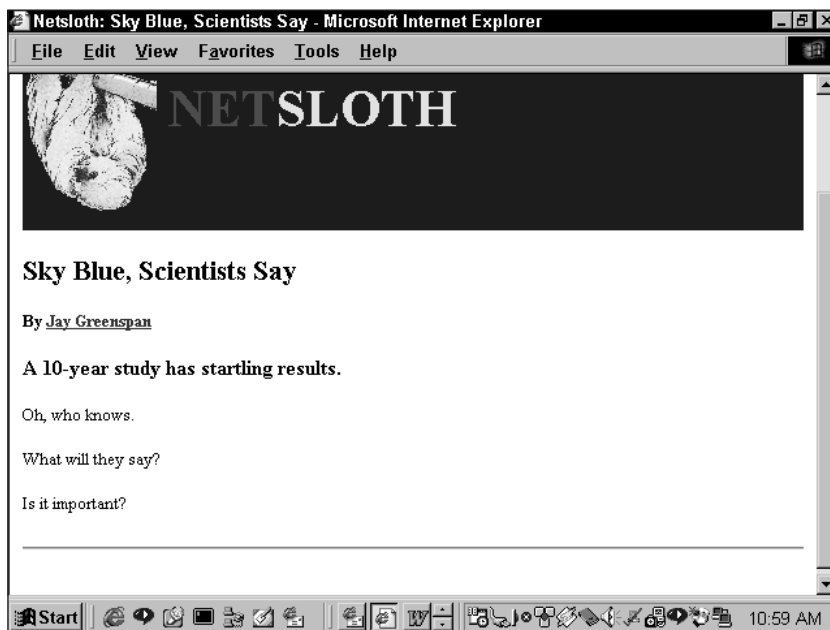 Netsloth: Sky Blue, Scientists Say - Microsoft Internet Explorer
File Edit View Favorites Tools Help
NETSLOTH
Sky Blue, Scientists Say
By Jay Greenspan
A 10-year study has startling results.
Oh, who knows.
What will they say?
Is it important?
Start 10:59 AM